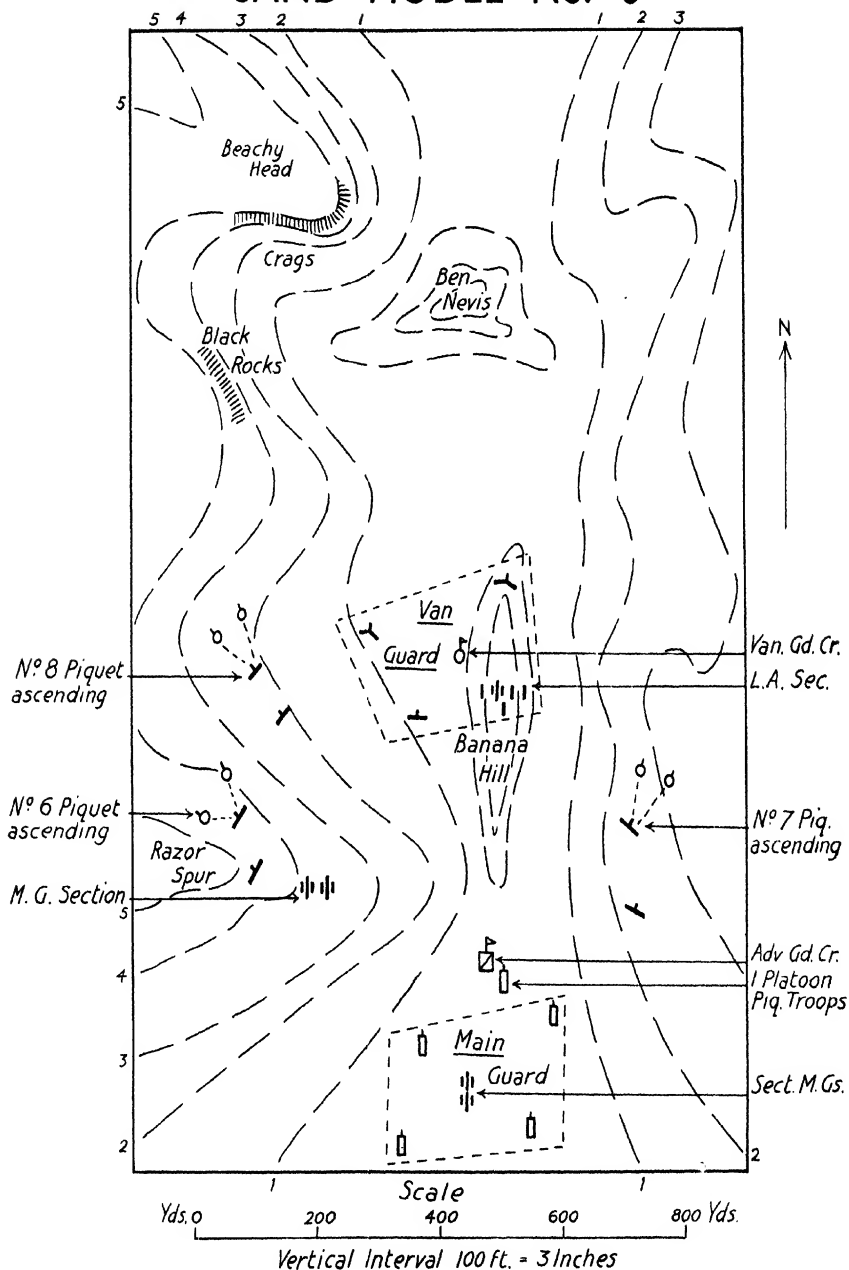 5 4 3 2 1 1 2 3
5
Beachy
Head
Crags
Ben
Nevis
N
Black
Rocks
Van
Guard
Van. Gd. Cr.
Nº 8 Piquet
ascending
L.A. Sec.
Banana
Hill
Nº 6 Piquet
ascending
Nº 7 Piq.
ascending
Razor
Spur
M. G. Section
5
Adv Gd. Cr.
4
1 Platoon
Piq. Troops
Main
Guard
3
Sect. M. Gs.
2
2
1
1
Scale
Yds. 0 200 400 600 800 Yds.
Vertical Interval 100 ft. = 3 Inches